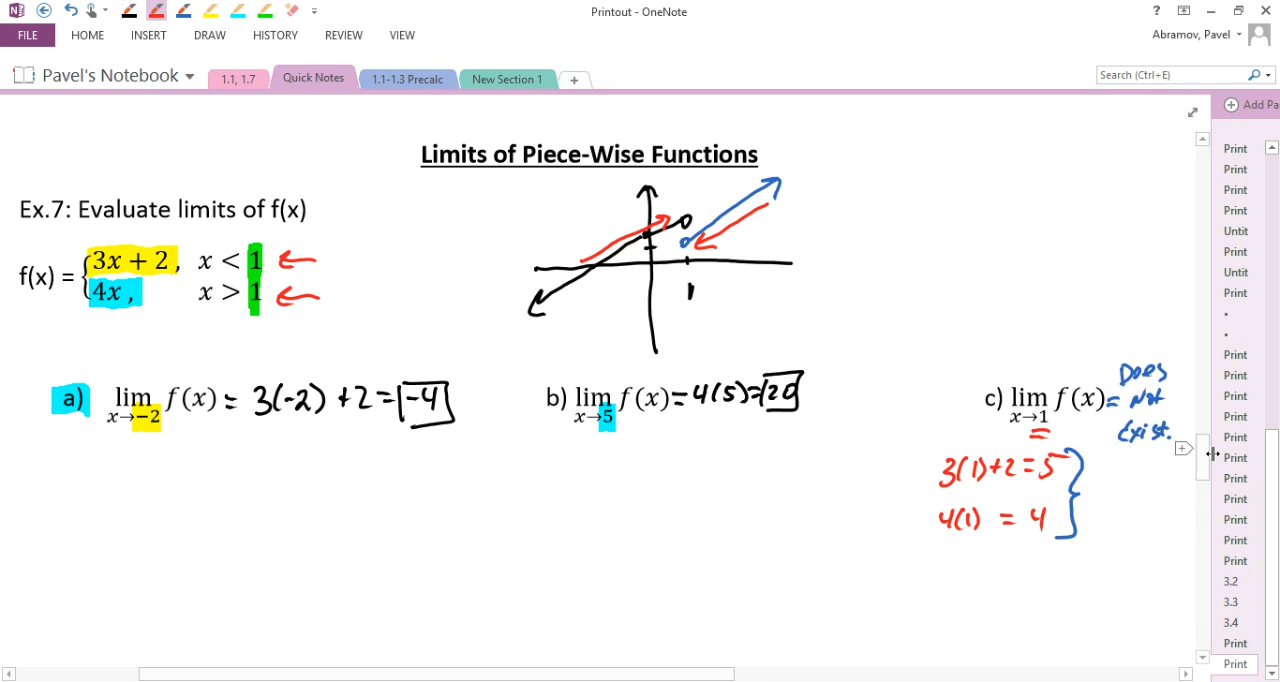 Printout - OneNote
?
FILE
HOME
INSERT
DRAW
HISTORY
REVIEW
VIEW
Abramov, Pavel
Pavel's Notebook
1.1, 1.7
Quick Notes
1.1-1.3 Precalc
New Section 1
+
Search (Ctrl+E)
Add Pa
Limits of Piece-Wise Functions
Ex.7: Evaluate limits of f(x)
f(x) = { 3x + 2, x < 1
4x, x > 1
1
a) lim x→−2 f(x) = 3(-2) + 2 = -4
b) lim x→5 f(x) = 4(5) = 20
c) lim x→1 f(x) = Does
Not
Exist.
3(1)+2 = 5
4(1) = 4
Print
Print
Print
Print
Untit
Print
Untit
Print
Print
Print
Print
Print
Print
Print
Print
Print
Print
Print
Print
3.2
3.3
3.4
Print
Print